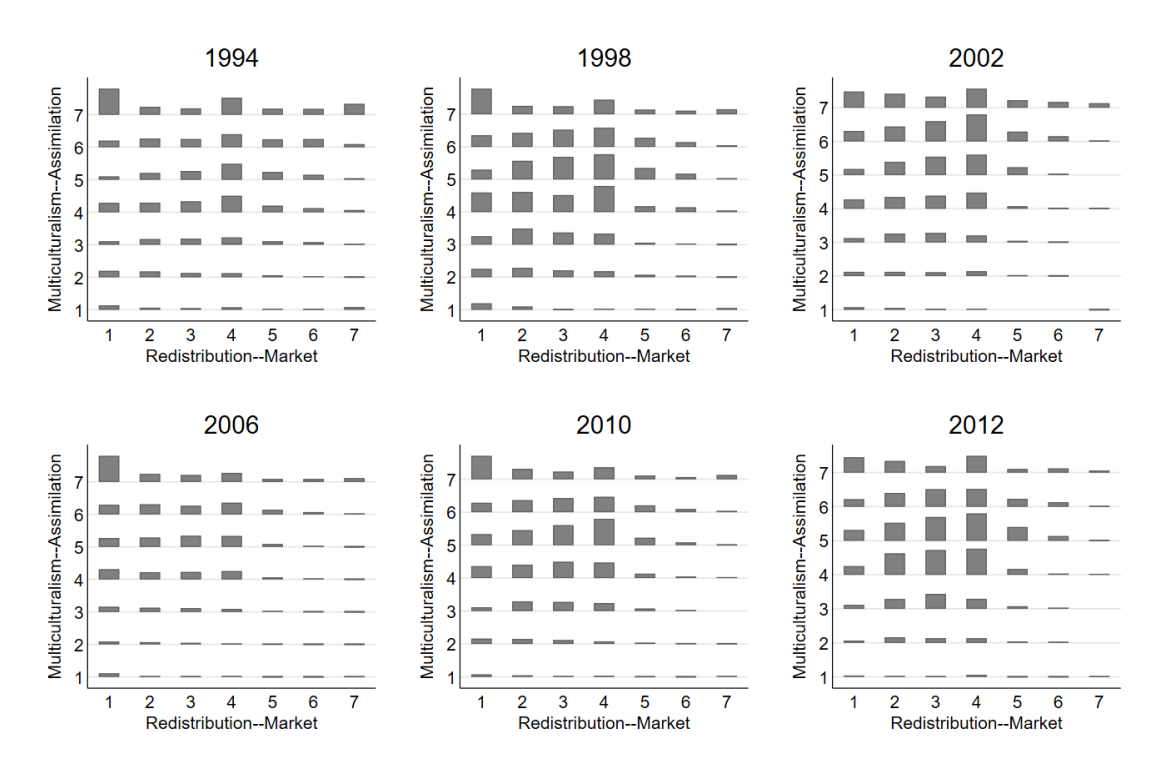 1994
1998
2002
Multiculturalism--Assimilation
7
6
5
4
3
2
1
1 2 3 4 5 6 7
Redistribution--Market
Multiculturalism--Assimilation
7
6
5
4
3
2
1
1 2 3 4 5 6 7
Redistribution--Market
Multiculturalism--Assimilation
7
6
5
4
3
2
1
1 2 3 4 5 6 7
Redistribution--Market
2006
2010
2012
Multiculturalism--Assimilation
7
6
5
4
3
2
1
1 2 3 4 5 6 7
Redistribution--Market
Multiculturalism--Assimilation
7
6
5
4
3
2
1
1 2 3 4 5 6 7
Redistribution--Market
Multiculturalism--Assimilation
7
6
5
4
3
2
1
1 2 3 4 5 6 7
Redistribution--Market